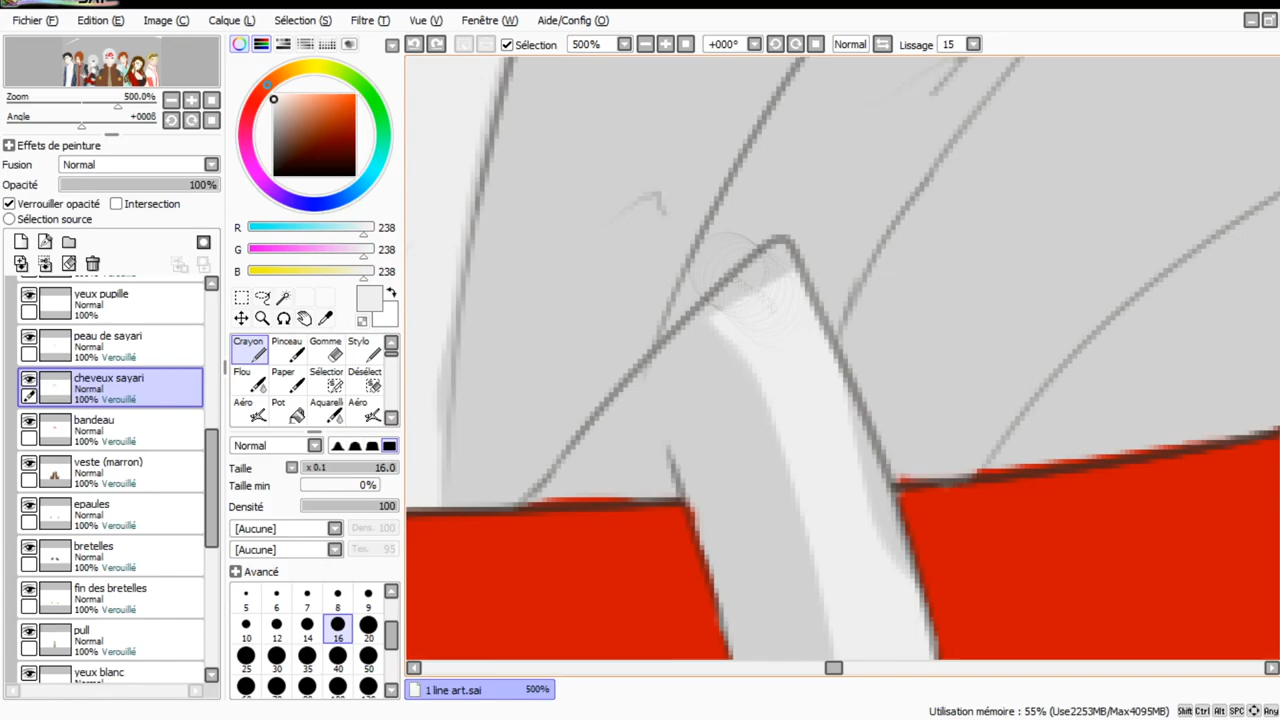 Fichier (F) Edition (E) Image (C) Calque (L) Sélection (S) Filtre (T) Vue (V) Fenêtre (W) Aide/Config (O)
Sélection 500% +000° Normal Lissage 15
Zoom 500.0%
Angle +000β
Effets de peinture
Fusion Normal
Opacité 100%
Verrouiller opacité Intersection
Sélection source
R 238
G 238
B 238
yeux pupille
Normal
100%
peau de sayari
Normal
100% Verouillé
cheveux sayari
Normal
100% Verouillé
bandeau
Normal
100% Verouillé
veste (marron)
Normal
100% Verouillé
epaules
Normal
100% Verouillé
bretelles
Normal
100% Verouillé
fin des bretelles
Normal
100% Verouillé
pull
Normal
100% Verouillé
yeux blanc
Crayon Pinceau Gomme Stylo
Flou Paper Sélection Désélect
Aéro Pot Aquarell Aéro
Normal
Taille x 0.1 16.0
Taille min 0%
Densité 100
[Aucune] Dens. 100
[Aucune] Tex. 95
Avancé
5 6 7 8 9
10 12 14 16 20
25 30 35 40 50
1 line art.sai 500%
Utilisation mémoire : 55% (Use2253MB/Max4095MB) Shift Ctrl Alt SPC Any